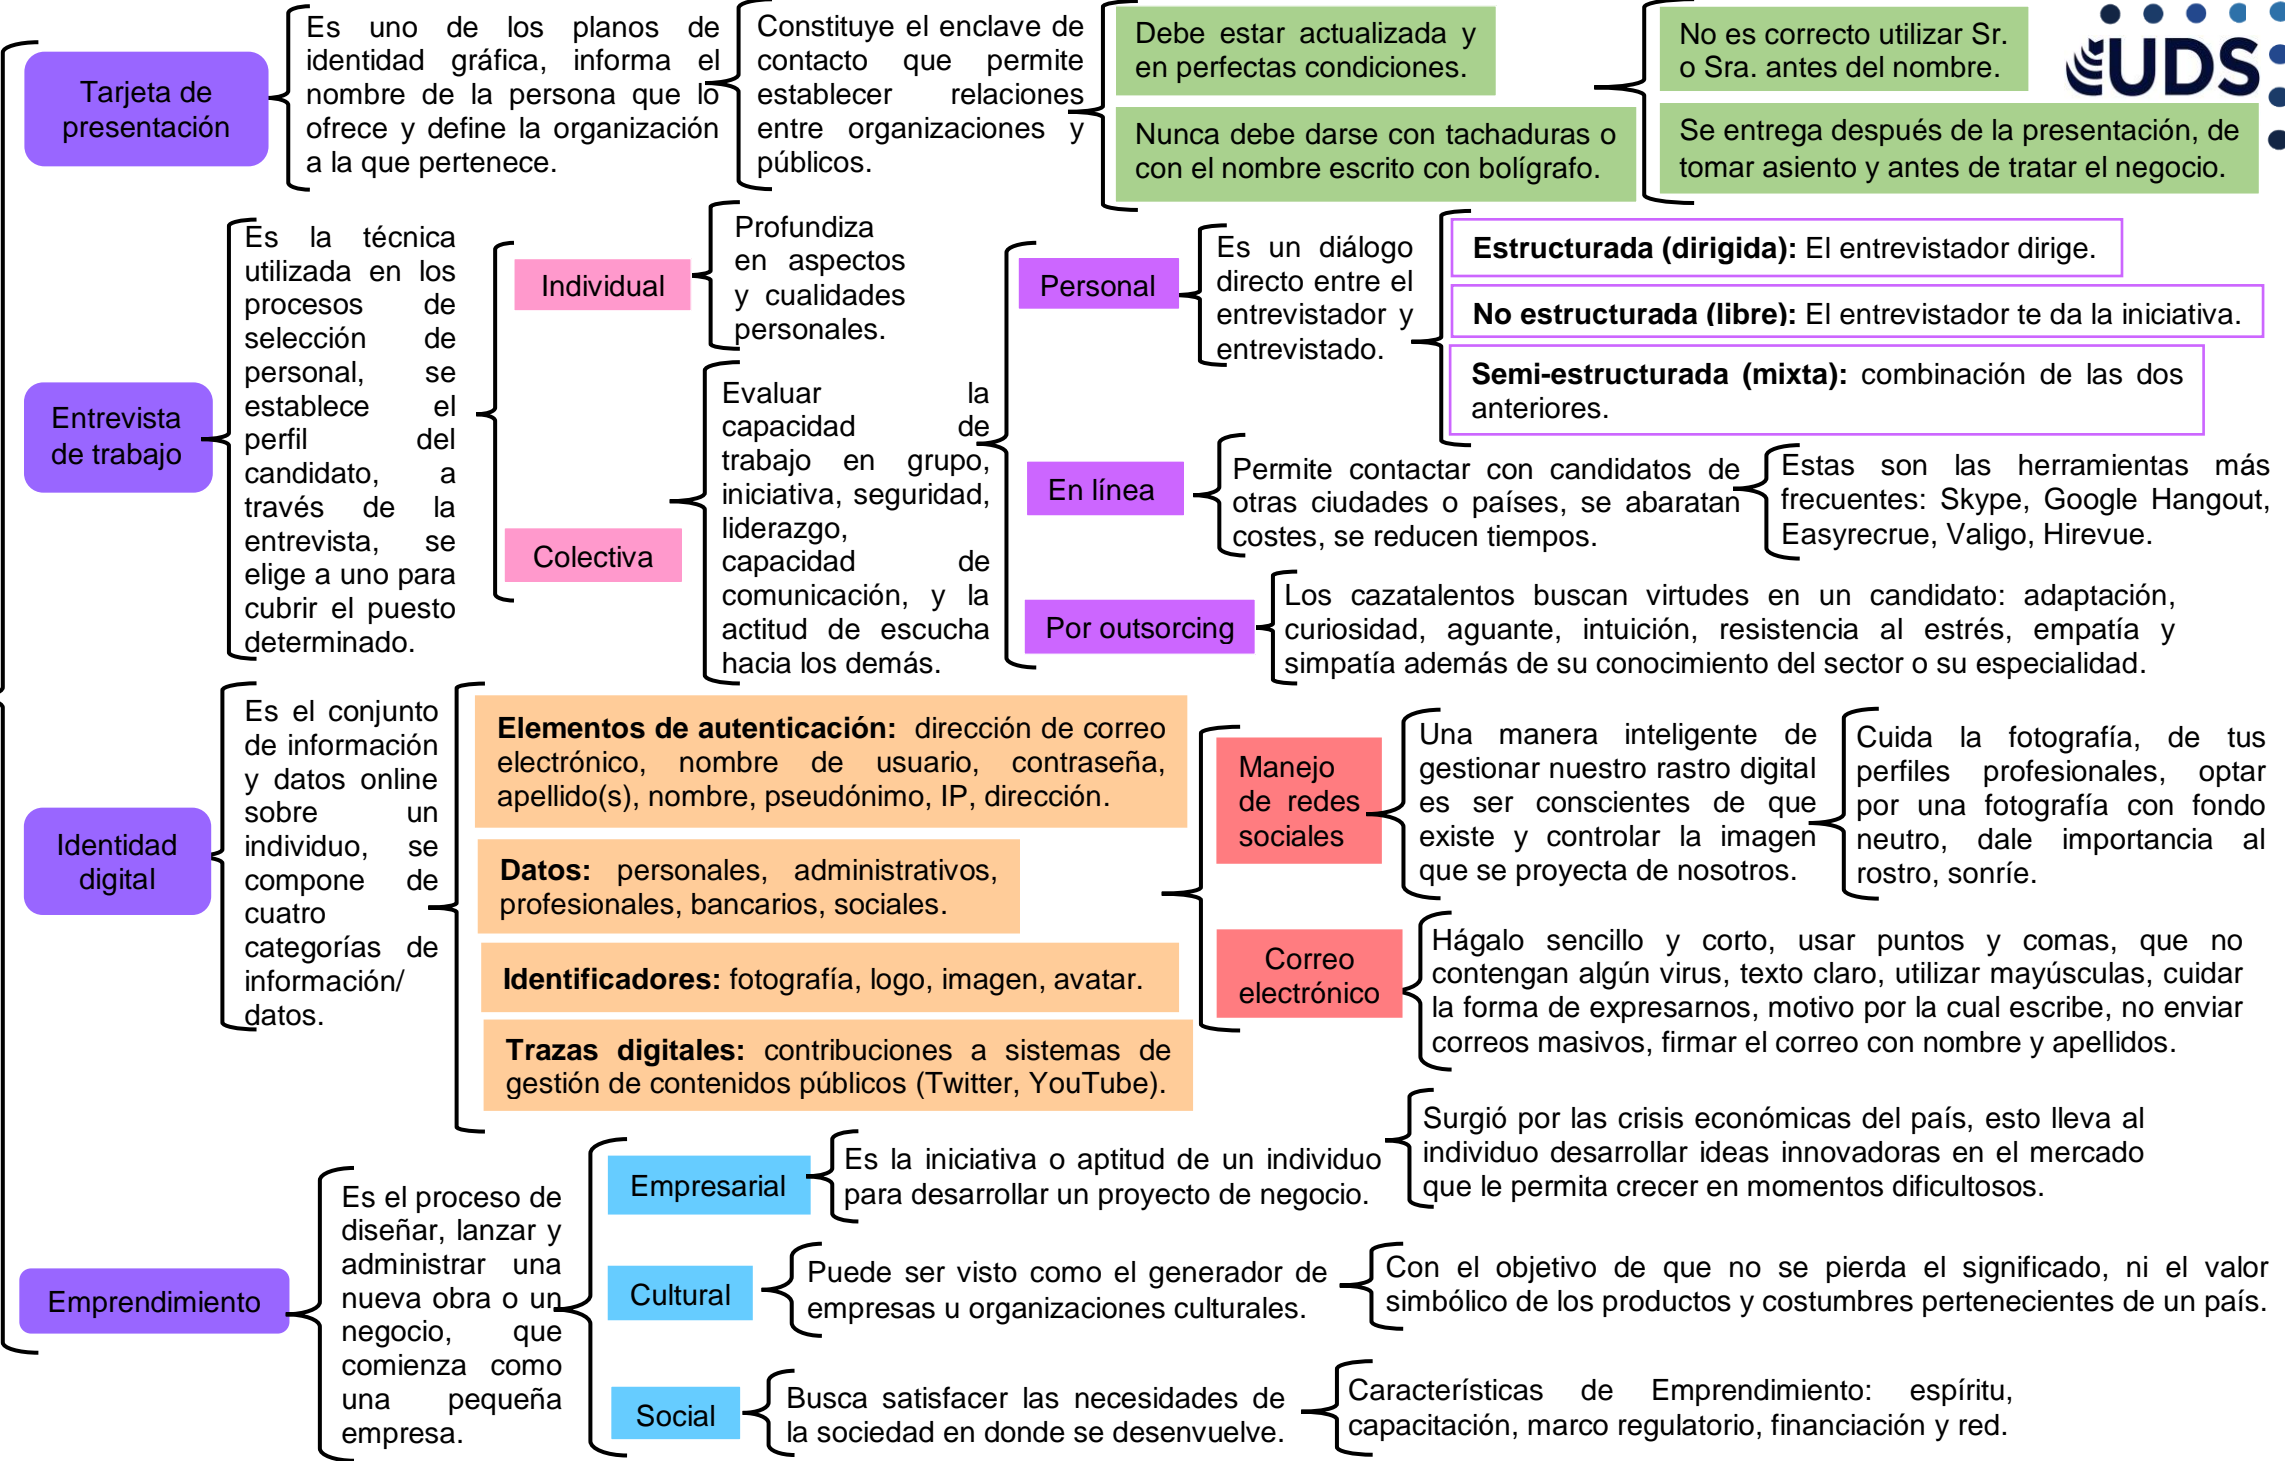 Tarjeta de
presentación
Es uno de los planos de
identidad gráfica, informa el
nombre de la persona que lo
ofrece y define la organización
a la que pertenece.
Constituye el enclave de
contacto que permite
establecer relaciones
entre organizaciones y
públicos.
Debe estar actualizada y
en perfectas condiciones.
Nunca debe darse con tachaduras o
con el nombre escrito con bolígrafo.
No es correcto utilizar Sr.
o Sra. antes del nombre.
Se entrega después de la presentación, de
tomar asiento y antes de tratar el negocio.
UDS
Entrevista
de trabajo
Es la técnica
utilizada en los
procesos de
selección de
personal, se
establece el
perfil del
candidato, a
través de la
entrevista, se
elige a uno para
cubrir el puesto
determinado.
Individual
Profundiza
en aspectos
y cualidades
personales.
Colectiva
Evaluar la
capacidad de
trabajo en grupo,
iniciativa, seguridad,
liderazgo,
capacidad de
comunicación, y la
actitud de escucha
hacia los demás.
Personal
Es un diálogo
directo entre el
entrevistador y
entrevistado.
Estructurada (dirigida): El entrevistador dirige.
No estructurada (libre): El entrevistador te da la iniciativa.
Semi-estructurada (mixta): combinación de las dos
anteriores.
En línea
Permite contactar con candidatos de
otras ciudades o países, se abaratan
costes, se reducen tiempos.
Estas son las herramientas más
frecuentes: Skype, Google Hangout,
Easyrecrue, Valigo, Hirevue.
Por outsorcing
Los cazatalentos buscan virtudes en un candidato: adaptación,
curiosidad, aguante, intuición, resistencia al estrés, empatía y
simpatía además de su conocimiento del sector o su especialidad.
Identidad
digital
Es el conjunto
de información
y datos online
sobre un
individuo, se
compone de
cuatro
categorías de
información/
datos.
Elementos de autenticación: dirección de correo
electrónico, nombre de usuario, contraseña,
apellido(s), nombre, pseudónimo, IP, dirección.
Datos: personales, administrativos,
profesionales, bancarios, sociales.
Identificadores: fotografía, logo, imagen, avatar.
Trazas digitales: contribuciones a sistemas de
gestión de contenidos públicos (Twitter, YouTube).
Manejo
de redes
sociales
Una manera inteligente de
gestionar nuestro rastro digital
es ser conscientes de que
existe y controlar la imagen
que se proyecta de nosotros.
Cuida la fotografía, de tus
perfiles profesionales, optar
por una fotografía con fondo
neutro, dale importancia al
rostro, sonríe.
Correo
electrónico
Hágalo sencillo y corto, usar puntos y comas, que no
contengan algún virus, texto claro, utilizar mayúsculas, cuidar
la forma de expresarnos, motivo por la cual escribe, no enviar
correos masivos, firmar el correo con nombre y apellidos.
Emprendimiento
Es el proceso de
diseñar, lanzar y
administrar una
nueva obra o un
negocio, que
comienza como
una pequeña
empresa.
Empresarial
Es la iniciativa o aptitud de un individuo
para desarrollar un proyecto de negocio.
Surgió por las crisis económicas del país, esto lleva al
individuo desarrollar ideas innovadoras en el mercado
que le permita crecer en momentos dificultosos.
Cultural
Puede ser visto como el generador de
empresas u organizaciones culturales.
Con el objetivo de que no se pierda el significado, ni el valor
simbólico de los productos y costumbres pertenecientes de un país.
Social
Busca satisfacer las necesidades de
la sociedad en donde se desenvuelve.
Características de Emprendimiento: espíritu,
capacitación, marco regulatorio, financiación y red.